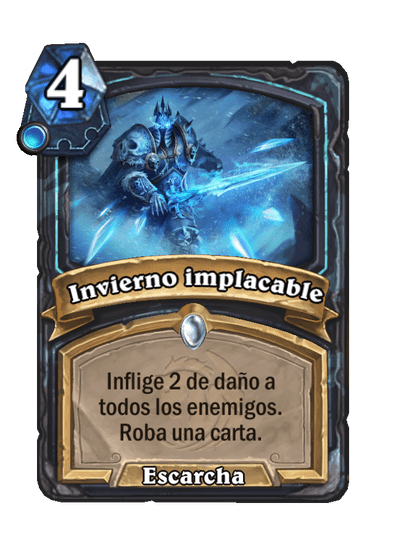 4
Invierno implacable
Inflige 2 de daño a
todos los enemigos.
Roba una carta.
Escarcha